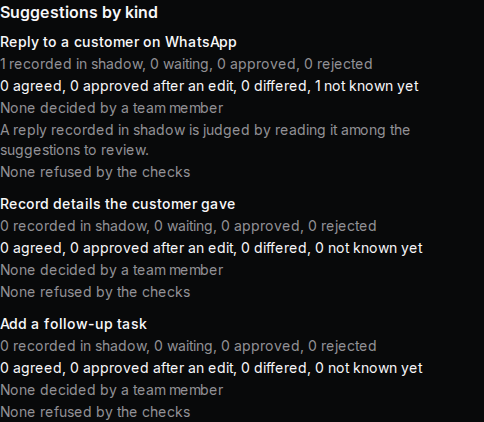 Suggestions by kind
Reply to a customer on WhatsApp
1 recorded in shadow, 0 waiting, 0 approved, 0 rejected
0 agreed, 0 approved after an edit, 0 differed, 1 not known yet
None decided by a team member
A reply recorded in shadow is judged by reading it among the
suggestions to review.
None refused by the checks
Record details the customer gave
0 recorded in shadow, 0 waiting, 0 approved, 0 rejected
0 agreed, 0 approved after an edit, 0 differed, 0 not known yet
None decided by a team member
None refused by the checks
Add a follow-up task
0 recorded in shadow, 0 waiting, 0 approved, 0 rejected
0 agreed, 0 approved after an edit, 0 differed, 0 not known yet
None decided by a team member
None refused by the checks